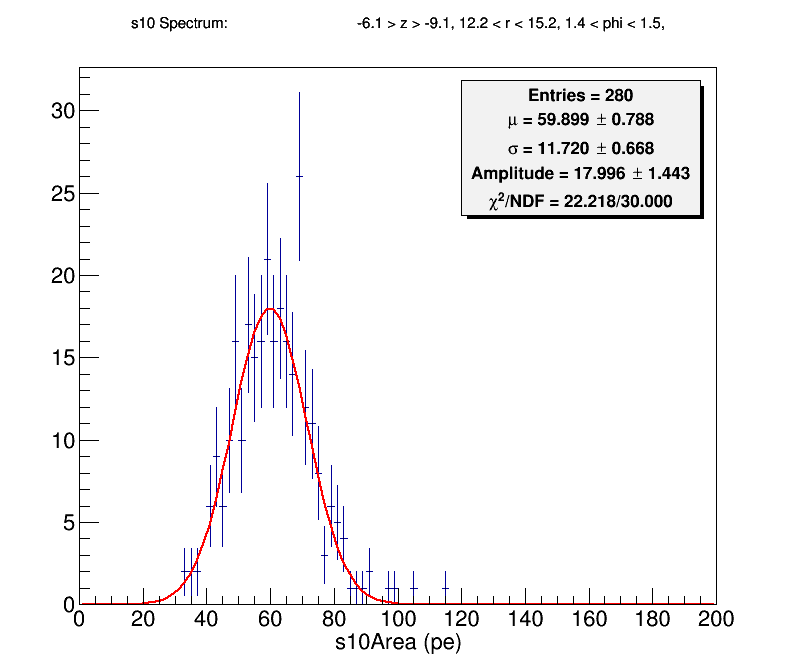 s10 Spectrum: -6.1 > z > -9.1, 12.2 < r < 15.2, 1.4 < phi < 1.5,
Entries = 280
μ = 59.899 ± 0.788
σ = 11.720 ± 0.668
Amplitude = 17.996 ± 1.443
χ²/NDF = 22.218/30.000
30
25
20
15
10
5
0
0 20 40 60 80 100 120 140 160 180 200
s10Area (pe)